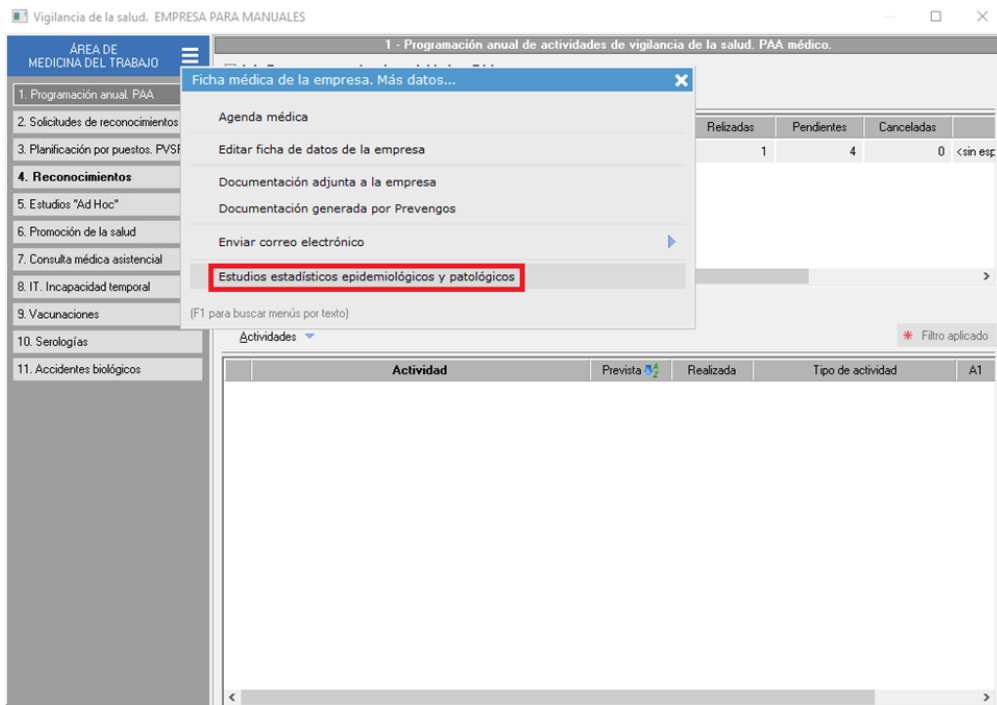 Vigilancia de la salud. EMPRESA PARA MANUALES
ÁREA DE
MEDICINA DEL TRABAJO
1 - Programación anual de actividades de vigilancia de la salud. PAA médico.
Ficha médica de la empresa. Más datos...
Agenda médica
Editar ficha de datos de la empresa
Documentación adjunta a la empresa
Documentación generada por Prevengos
Enviar correo electrónico
Estudios estadísticos epidemiológicos y patológicos
(F1 para buscar menús por texto)
1. Programación anual. PAA
2. Solicitudes de reconocimientos
3. Planificación por puestos. PVSP
4. Reconocimientos
5. Estudios "Ad Hoc"
6. Promoción de la salud
7. Consulta médica asistencial
8. IT. Incapacidad temporal
9. Vacunaciones
10. Serologías
11. Accidentes biológicos
Relizadas Pendientes Canceladas
1 4 0 <sin esp
Actividades
Filtro aplicado
Actividad Prevista Realizada Tipo de actividad A1